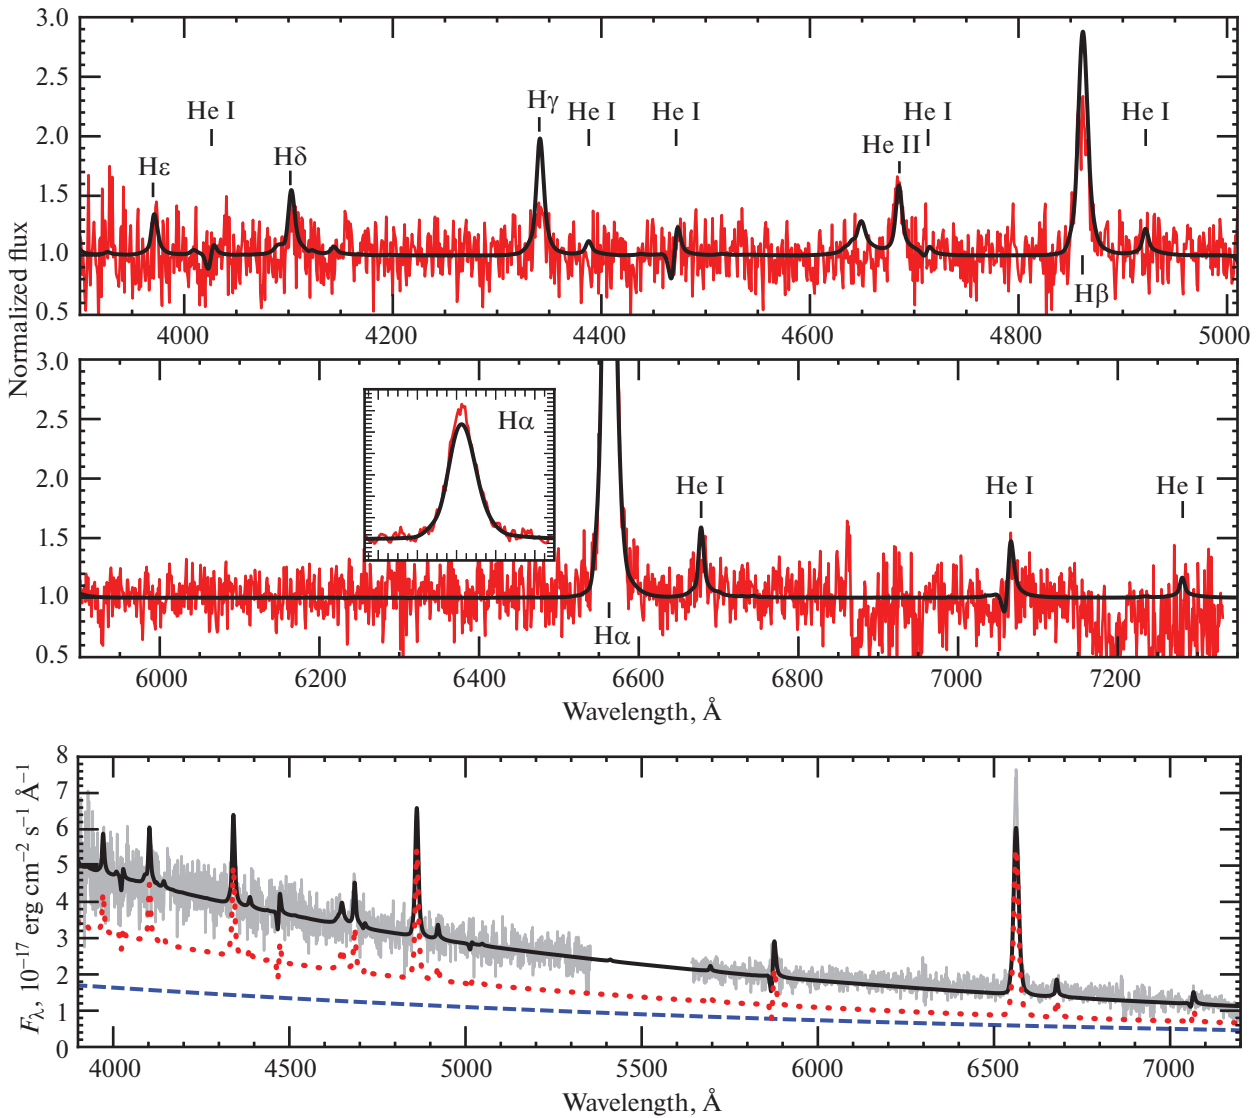 Normalized flux
3.0
2.5
2.0
1.5
1.0
0.5
Hε
He I
Hδ
Hγ
He I
He I
He II
He I
Hβ
He I
4000
4200
4400
4600
4800
5000
3.0
2.5
2.0
1.5
1.0
0.5
Hα
Hα
He I
He I
He I
6000
6200
6400
6600
6800
7000
7200
Wavelength, Å
F_λ, 10⁻¹⁷ erg cm⁻² s⁻¹ Å⁻¹
8
7
6
5
4
3
2
1
0
4000
4500
5000
5500
6000
6500
7000
Wavelength, Å